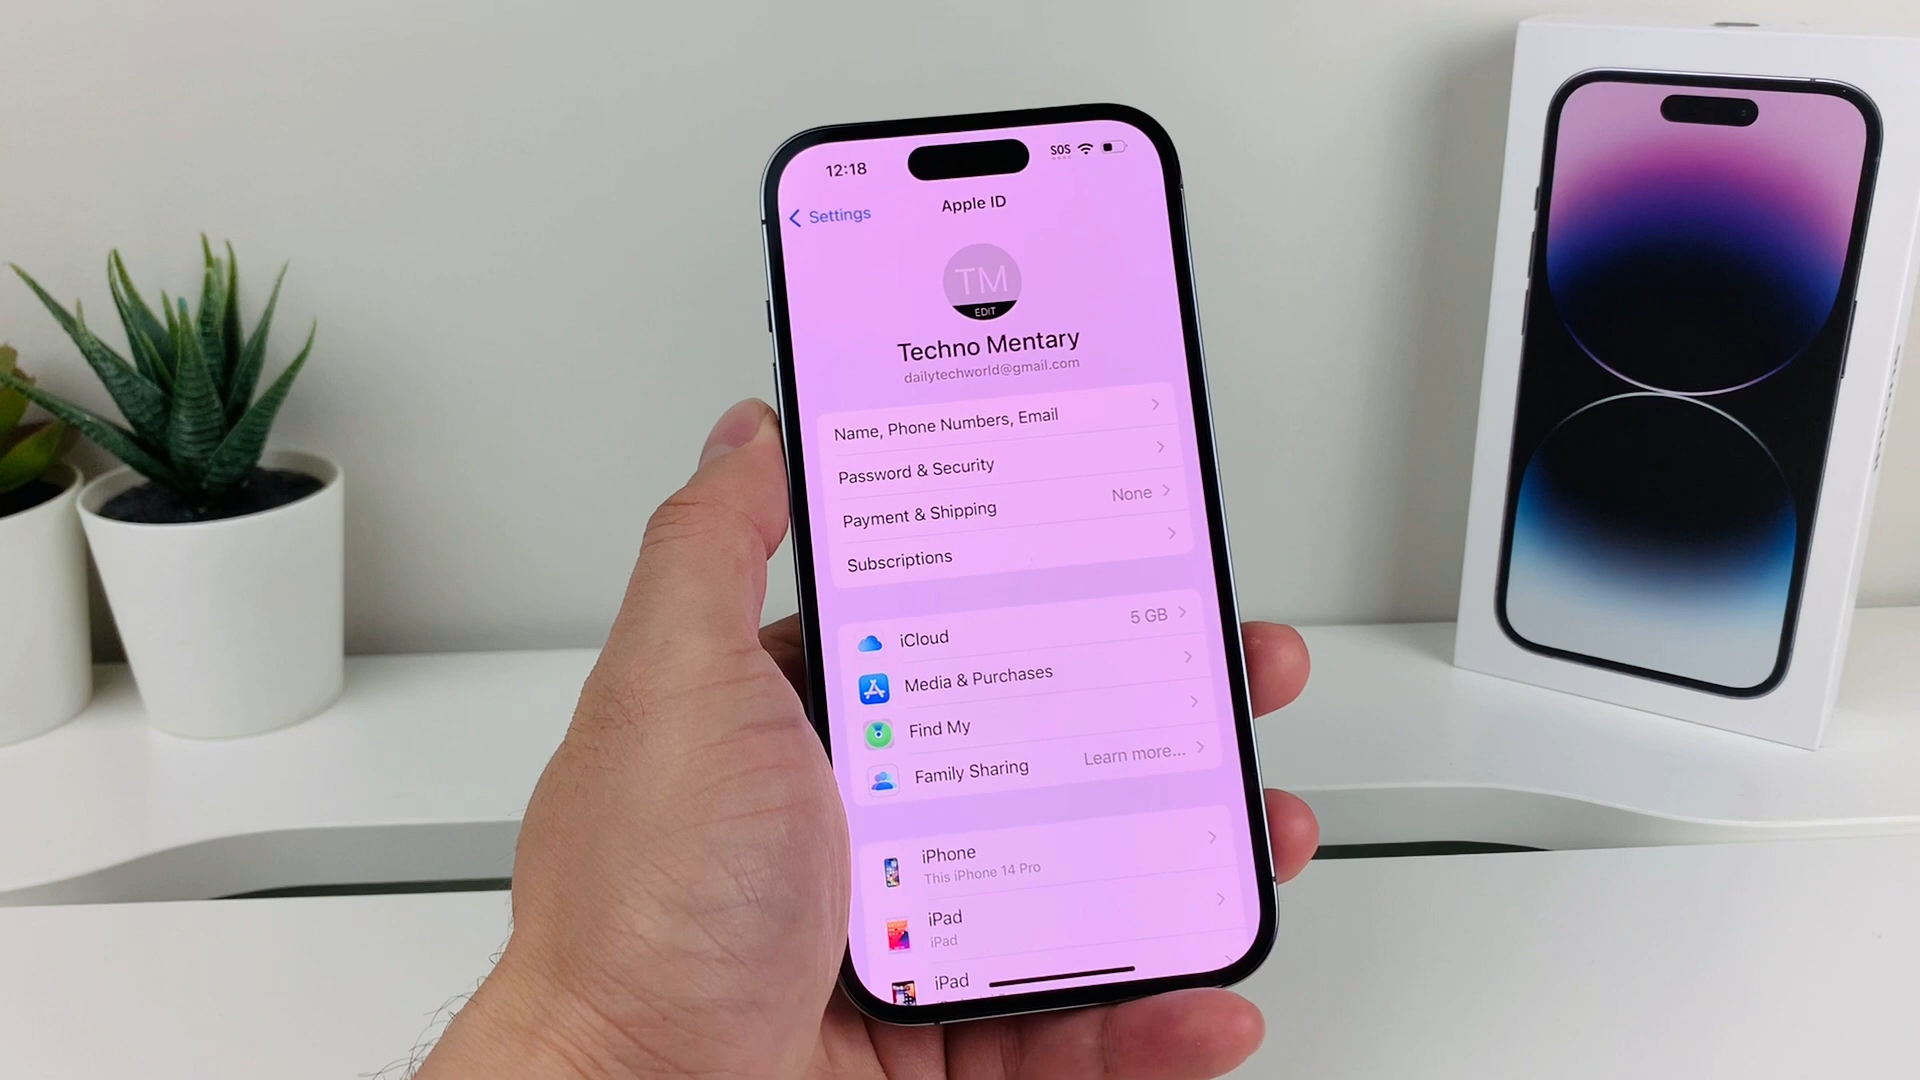 12:18
SOS
Settings
Apple ID
TM
EDIT
Techno Mentary
dailytechworld@gmail.com
Name, Phone Numbers, Email
Password & Security
Payment & Shipping None
Subscriptions
iCloud 5 GB
Media & Purchases
Find My
Family Sharing Learn more...
iPhone
This iPhone 14 Pro
iPad
iPad
iPad